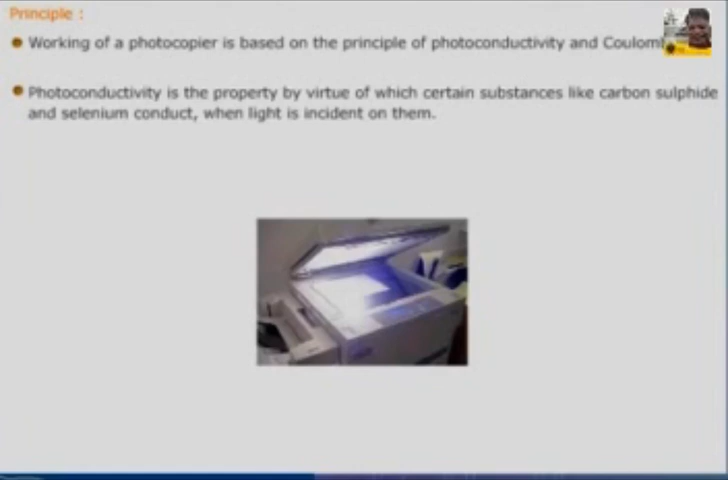 Principle :
Working of a photocopier is based on the principle of photoconductivity and Coulomb
Photoconductivity is the property by virtue of which certain substances like carbon sulphide
and selenium conduct, when light is incident on them.